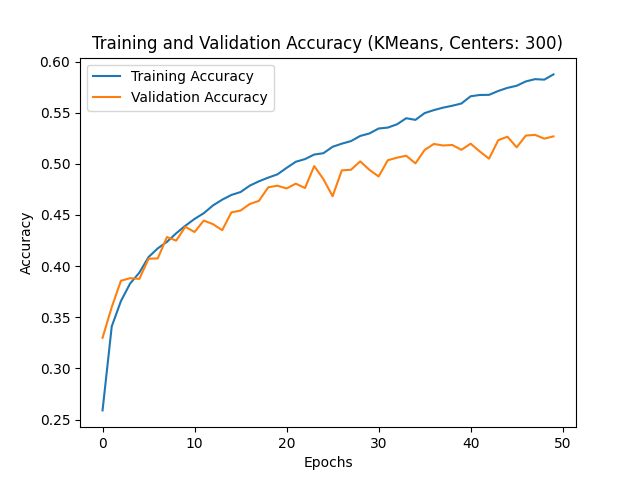 Training and Validation Accuracy (KMeans, Centers: 300)
Training Accuracy
Validation Accuracy
0.60
0.55
0.50
0.45
0.40
0.35
0.30
0.25
Accuracy
0 10 20 30 40 50
Epochs